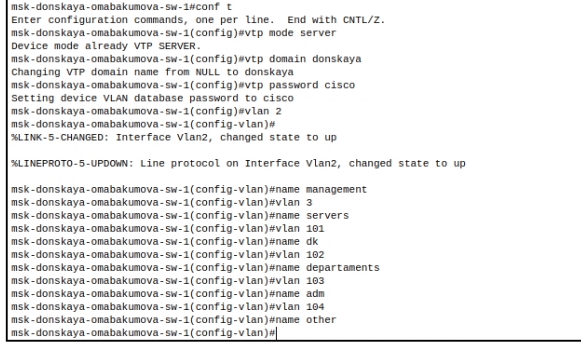 msk-donskaya-omabakumova-sw-1#conf t
Enter configuration commands, one per line.  End with CNTL/Z.
msk-donskaya-omabakumova-sw-1(config)#vtp mode server
Device mode already VTP SERVER.
msk-donskaya-omabakumova-sw-1(config)#vtp domain donskaya
Changing VTP domain name from NULL to donskaya
msk-donskaya-omabakumova-sw-1(config)#vtp password cisco
Setting device VLAN database password to cisco
msk-donskaya-omabakumova-sw-1(config)#vlan 2
msk-donskaya-omabakumova-sw-1(config-vlan)#
%LINK-5-CHANGED: Interface Vlan2, changed state to up
%LINEPROTO-5-UPDOWN: Line protocol on Interface Vlan2, changed state to up
msk-donskaya-omabakumova-sw-1(config-vlan)#name management
msk-donskaya-omabakumova-sw-1(config-vlan)#vlan 3
msk-donskaya-omabakumova-sw-1(config-vlan)#name servers
msk-donskaya-omabakumova-sw-1(config-vlan)#vlan 101
msk-donskaya-omabakumova-sw-1(config-vlan)#name dk
msk-donskaya-omabakumova-sw-1(config-vlan)#vlan 102
msk-donskaya-omabakumova-sw-1(config-vlan)#name departaments
msk-donskaya-omabakumova-sw-1(config-vlan)#vlan 103
msk-donskaya-omabakumova-sw-1(config-vlan)#name adm
msk-donskaya-omabakumova-sw-1(config-vlan)#vlan 104
msk-donskaya-omabakumova-sw-1(config-vlan)#name other
msk-donskaya-omabakumova-sw-1(config-vlan)#